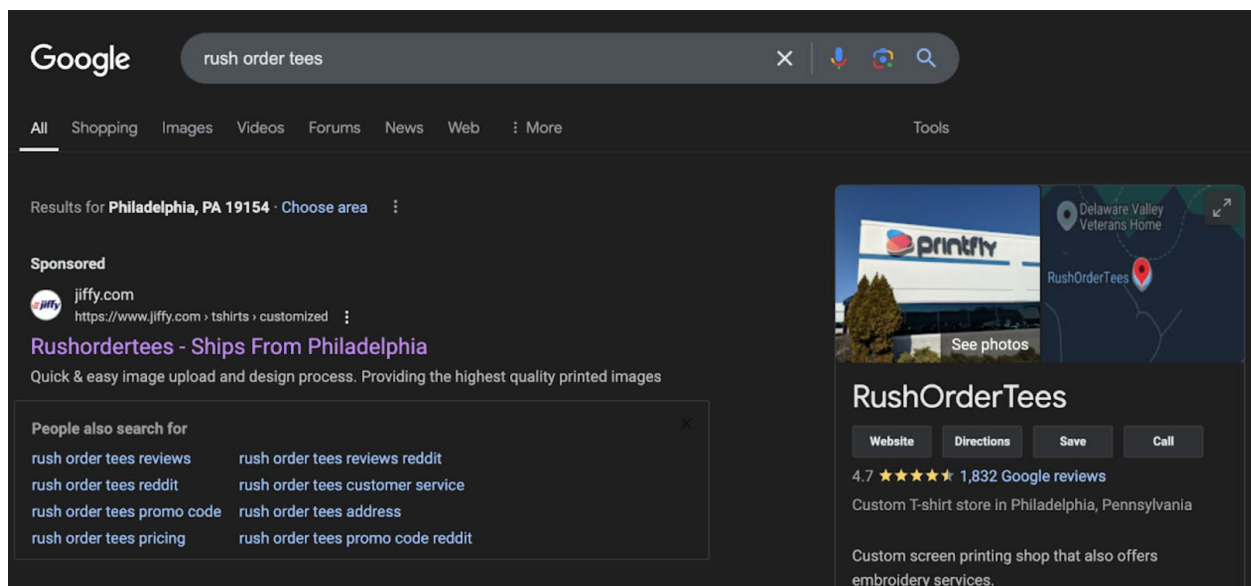 Google
rush order tees
All Shopping Images Videos Forums News Web More
Tools
Results for Philadelphia, PA 19154 · Choose area
Sponsored
jiffy
jiffy.com
https://www.jiffy.com › tshirts › customized
Rushordertees - Ships From Philadelphia
Quick & easy image upload and design process. Providing the highest quality printed images
People also search for
rush order tees reviews
rush order tees reviews reddit
rush order tees reddit
rush order tees customer service
rush order tees promo code
rush order tees address
rush order tees pricing
rush order tees promo code reddit
printfly
See photos
Delaware Valley
Veterans Home
RushOrderTees
RushOrderTees
Website Directions Save Call
4.7 1,832 Google reviews
Custom T-shirt store in Philadelphia, Pennsylvania
Custom screen printing shop that also offers
embroidery services.